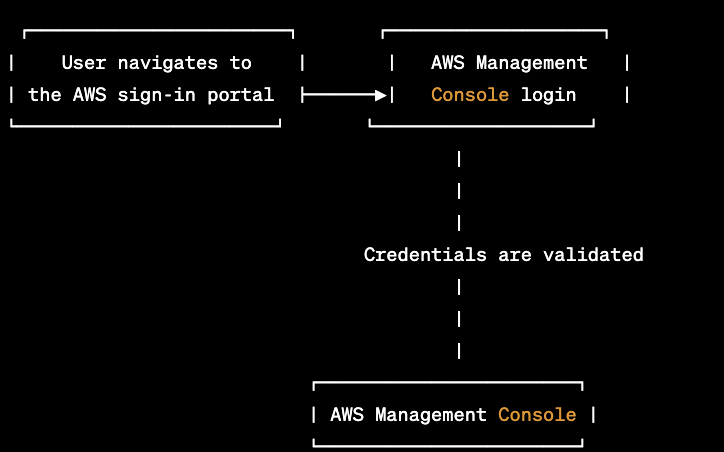 User navigates to
the AWS sign-in portal
AWS Management
Console login
Credentials are validated
AWS Management Console